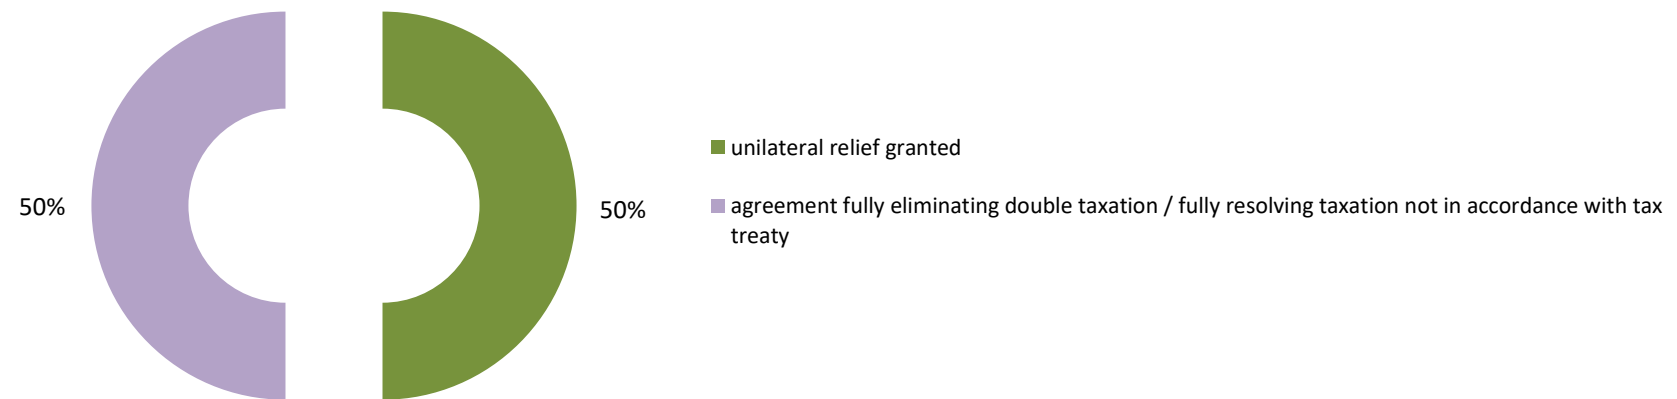 50%
50%
unilateral relief granted
agreement fully eliminating double taxation / fully resolving taxation not in accordance with tax
treaty